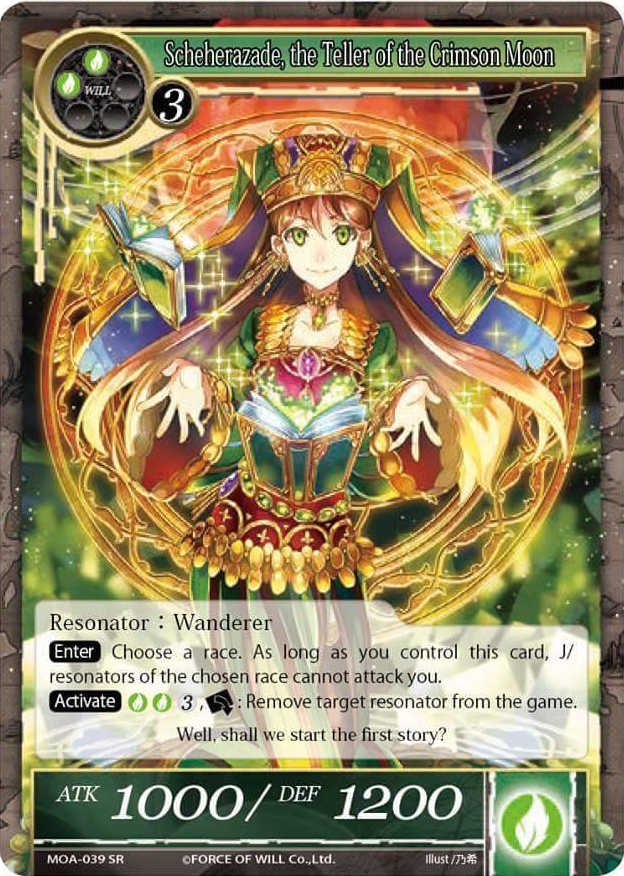 Scheherazade, the Teller of the Crimson Moon
WILL
3
Resonator : Wanderer
Enter Choose a race. As long as you control this card, J/
resonators of the chosen race cannot attack you.
Activate 3 , : Remove target resonator from the game.
Well, shall we start the first story?
ATK 1000 / DEF 1200
MOA-039 SR ©FORCE OF WILL Co.,Ltd. Illust /乃希